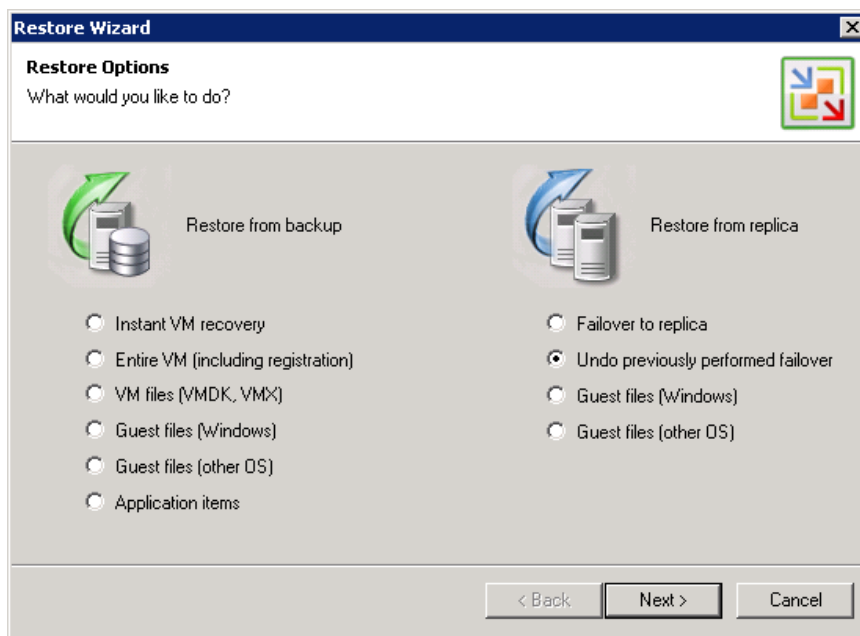 Restore Wizard
Restore Options
What would you like to do?
Restore from backup
Instant VM recovery
Entire VM (including registration)
VM files (VMDK, VMX)
Guest files (Windows)
Guest files (other OS)
Application items
Restore from replica
Failover to replica
Undo previously performed failover
Guest files (Windows)
Guest files (other OS)
< Back
Next >
Cancel